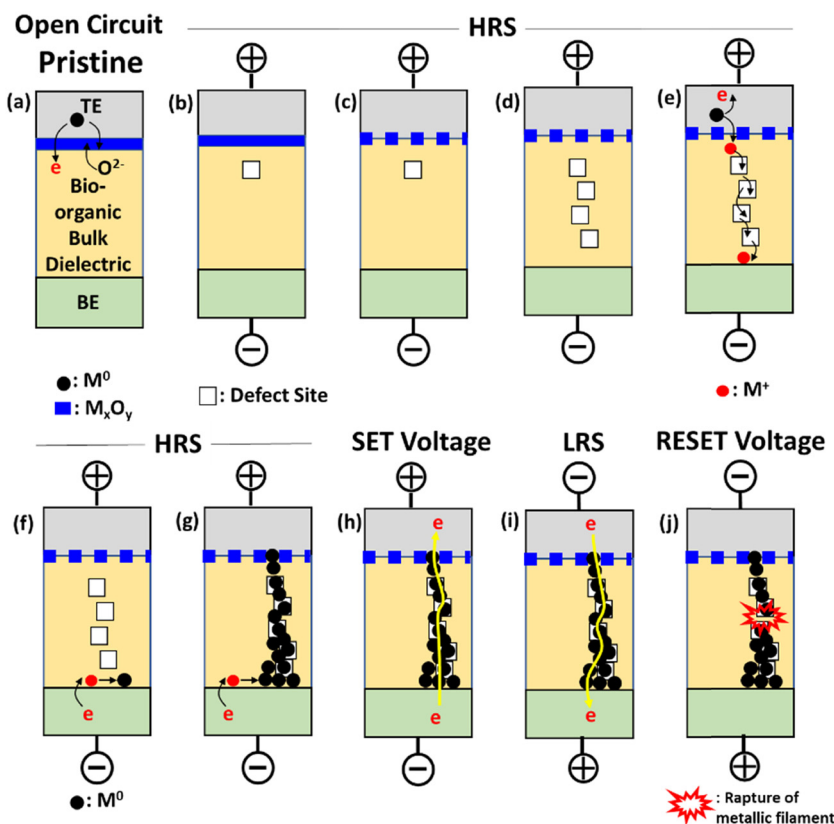 Open Circuit
Pristine
HRS
(a)
TE
e
O²⁻
Bio-
organic
Bulk
Dielectric
BE
(b)
(c)
(d)
(e)
e
: M⁰
: MₓOᵧ
: Defect Site
: M⁺
HRS
SET Voltage
LRS
RESET Voltage
(f)
e
(g)
e
(h)
e
e
(i)
e
e
(j)
: M⁰
: Rapture of
metallic filament